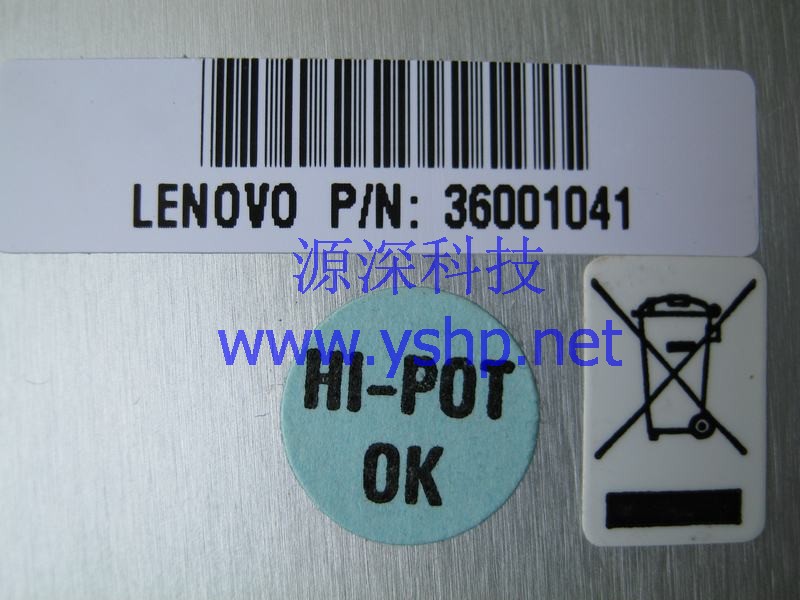 LENOVO P/N: 36001041
源深科技
www.yshp.net
HI-POT
OK